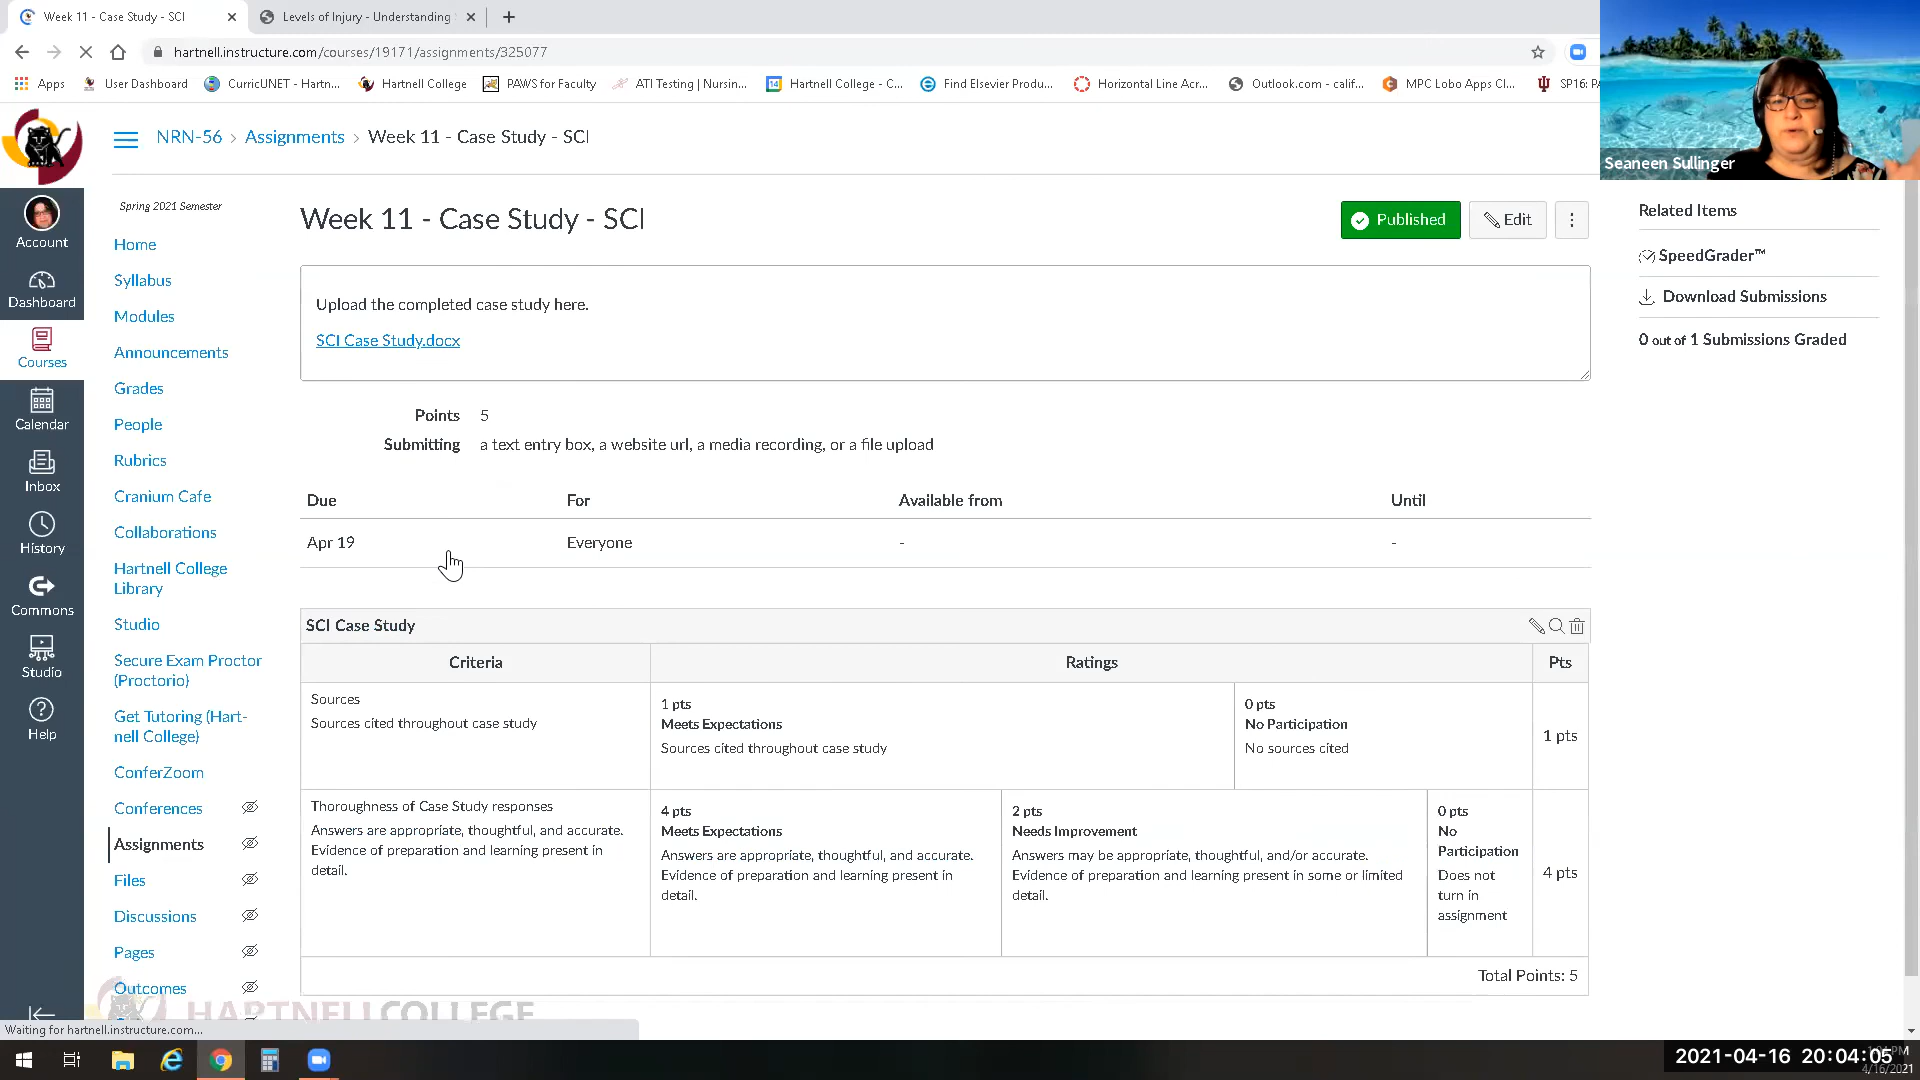 Week 11 - Case Study - SCI
Levels of Injury - Understanding
hartnell.instructure.com/courses/19171/assignments/325077
Apps
User Dashboard
CurricUNET - Hartn...
Hartnell College
PAWS for Faculty
ATI Testing | Nursin...
Hartnell College - C...
Find Elsevier Produ...
Horizontal Line Acr...
Outlook.com - calif...
MPC Lobo Apps Cl...
Seaneen Sullinger
NRN-56 › Assignments › Week 11 - Case Study - SCI
Account
Dashboard
Courses
Calendar
Inbox
History
Commons
Studio
Help
Spring 2021 Semester
Home
Syllabus
Modules
Announcements
Grades
People
Rubrics
Cranium Cafe
Collaborations
Hartnell College
Library
Studio
Secure Exam Proctor
(Proctorio)
Get Tutoring (Hart-
nell College)
ConferZoom
Conferences
Assignments
Files
Discussions
Pages
Outcomes
Week 11 - Case Study - SCI
Published
Edit
Upload the completed case study here.
SCI Case Study.docx
Points 5
Submitting a text entry box, a website url, a media recording, or a file upload
Due For Available from Until
Apr 19 Everyone - -
SCI Case Study
Criteria Ratings Pts
Sources
Sources cited throughout case study
1 pts
Meets Expectations
Sources cited throughout case study
0 pts
No Participation
No sources cited
1 pts
Thoroughness of Case Study responses
Answers are appropriate, thoughtful, and accurate.
Evidence of preparation and learning present in
detail.
4 pts
Meets Expectations
Answers are appropriate, thoughtful, and accurate.
Evidence of preparation and learning present in
detail.
2 pts
Needs Improvement
Answers may be appropriate, thoughtful, and/or accurate.
Evidence of preparation and learning present in some or limited
detail.
0 pts
No
Participation
Does not
turn in
assignment
4 pts
Total Points: 5
Related Items
SpeedGrader™
Download Submissions
0 out of 1 Submissions Graded
HARTNELL COLLEGE
Waiting for hartnell.instructure.com...
2021-04-16 20:04:05
4/16/2021